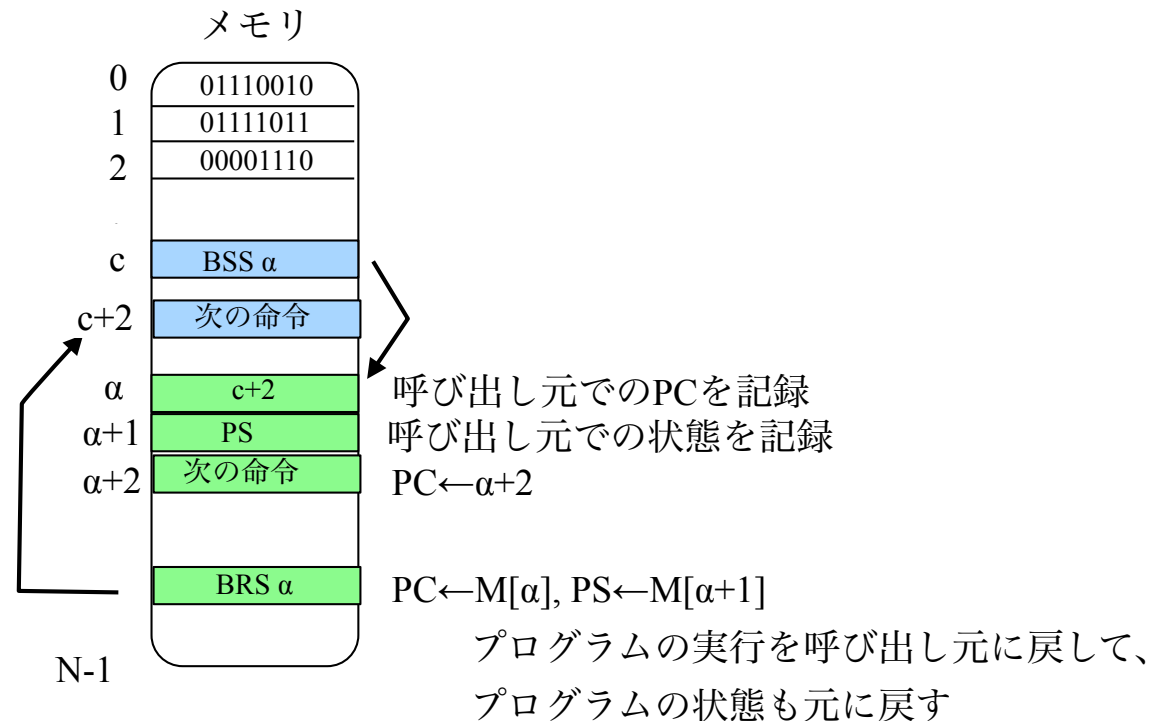 メモリ
0 01110010
1 01111011
2 00001110
c BSS α
c+2 次の命令
α c+2 呼び出し元でのPCを記録
α+1 PS 呼び出し元での状態を記録
α+2 次の命令 PC←α+2
BRS α PC←M[α], PS←M[α+1]
プログラムの実行を呼び出し元に戻して、
N-1
プログラムの状態も元に戻す